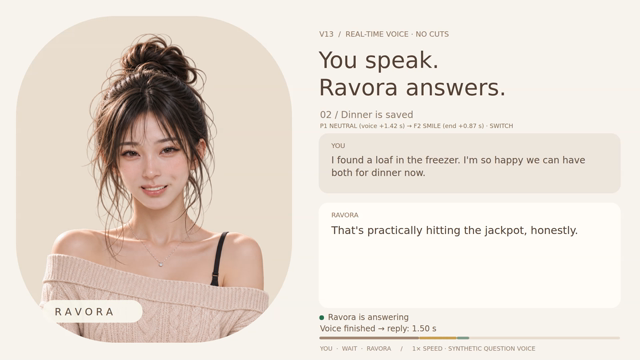 V13 / REAL-TIME VOICE · NO CUTS
You speak.
Ravora answers.
02 / Dinner is saved
P1 NEUTRAL (voice +1.42 s) → F2 SMILE (end +0.87 s) · SWITCH
YOU
I found a loaf in the freezer. I'm so happy we can have
both for dinner now.
RAVORA
That's practically hitting the jackpot, honestly.
RAVORA
Ravora is answering
Voice finished → reply: 1.50 s
YOU · WAIT · RAVORA / 1× SPEED · SYNTHETIC QUESTION VOICE